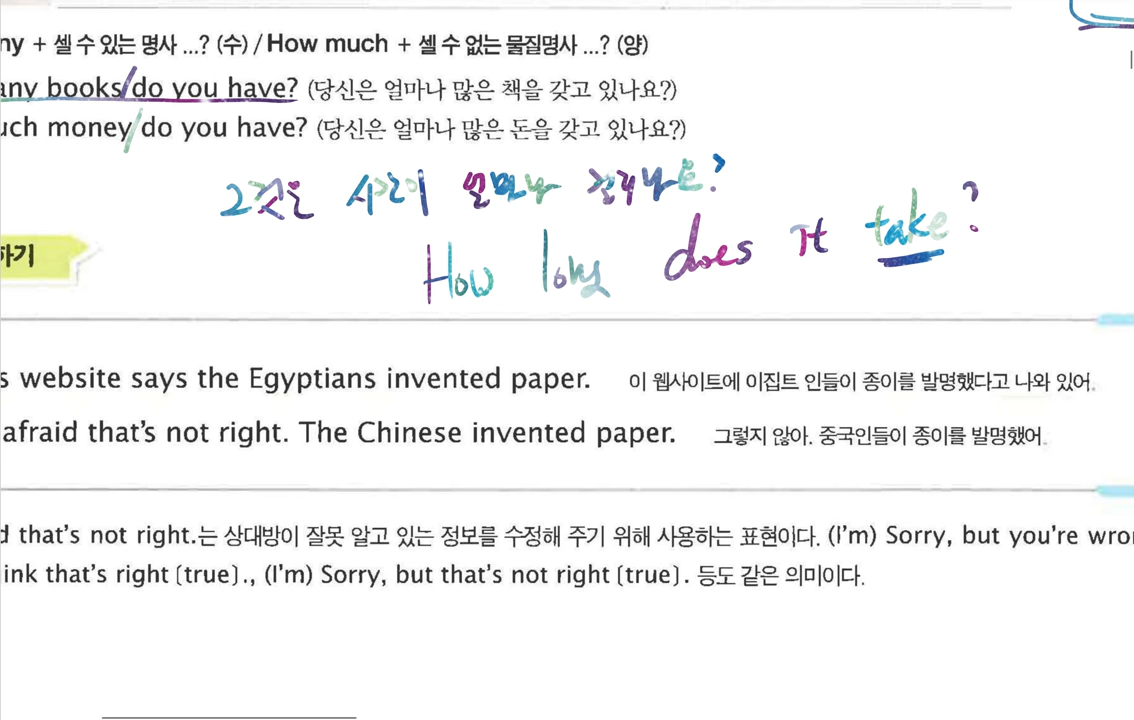 ny + 셀 수 있는 명사 ...? (수) / How much + 셀 수 없는 물질명사 ...? (양)
any books/do you have? (당신은 얼마나 많은 책을 갖고 있나요?)
uch money/do you have? (당신은 얼마나 많은 돈을 갖고 있나요?)
그것은 시간이 얼마나 걸리나요?
How long does it take?
하기
s website says the Egyptians invented paper. 이 웹사이트에 이집트 인들이 종이를 발명했다고 나와 있어.
afraid that's not right. The Chinese invented paper. 그렇지 않아. 중국인들이 종이를 발명했어.
d that's not right.는 상대방이 잘못 알고 있는 정보를 수정해 주기 위해 사용하는 표현이다. (I'm) Sorry, but you're wro
ink that's right (true)., (I'm) Sorry, but that's not right (true). 등도 같은 의미이다.